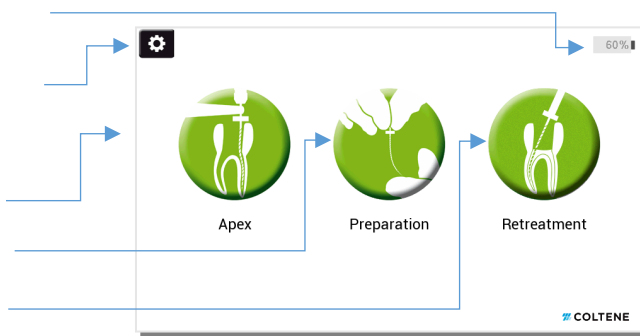 60%
Apex
Preparation
Retreatment
COLTENE